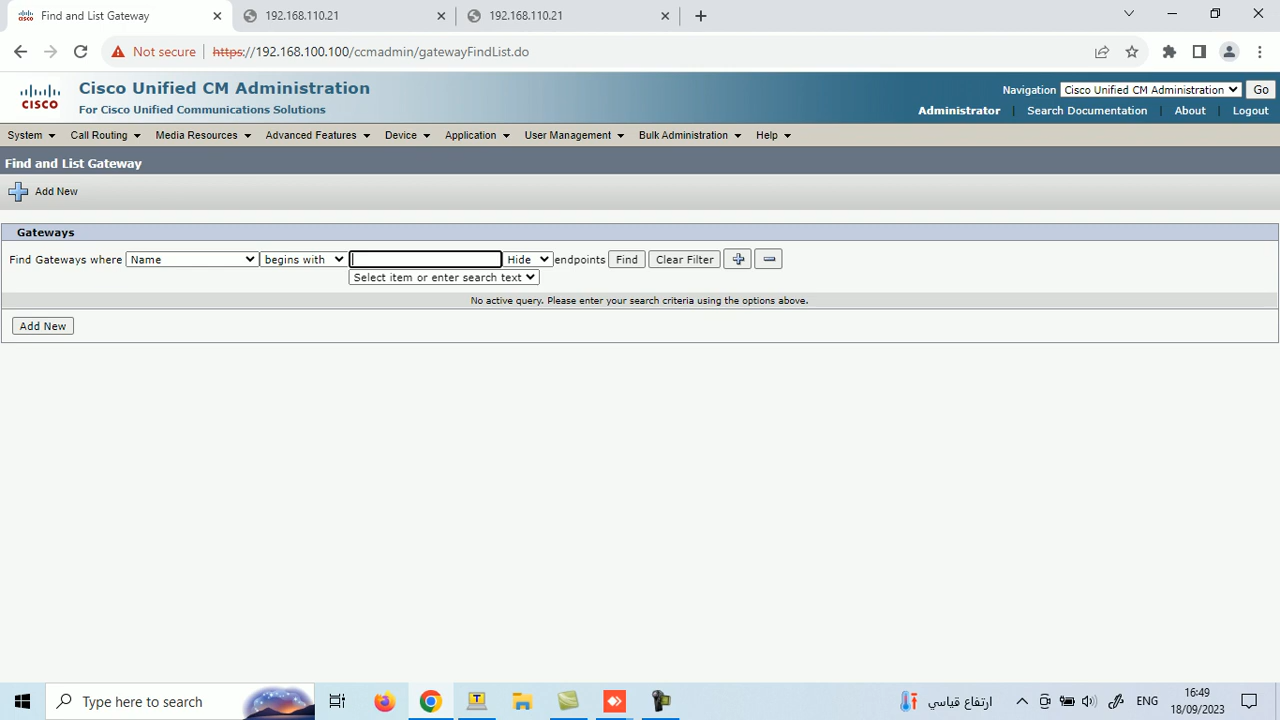 Find and List Gateway
192.168.110.21
192.168.110.21
Not secure
https://192.168.100.100/ccmadmin/gatewayFindList.do
CISCO
Cisco Unified CM Administration
For Cisco Unified Communications Solutions
Navigation Cisco Unified CM Administration Go
Administrator | Search Documentation | About | Logout
System Call Routing Media Resources Advanced Features Device Application User Management Bulk Administration Help
Find and List Gateway
Add New
Gateways
Find Gateways where Name begins with Hide endpoints Find Clear Filter
Select item or enter search text
No active query. Please enter your search criteria using the options above.
Add New
Type here to search
ارتفاع قياسي
ENG
16:49
18/09/2023